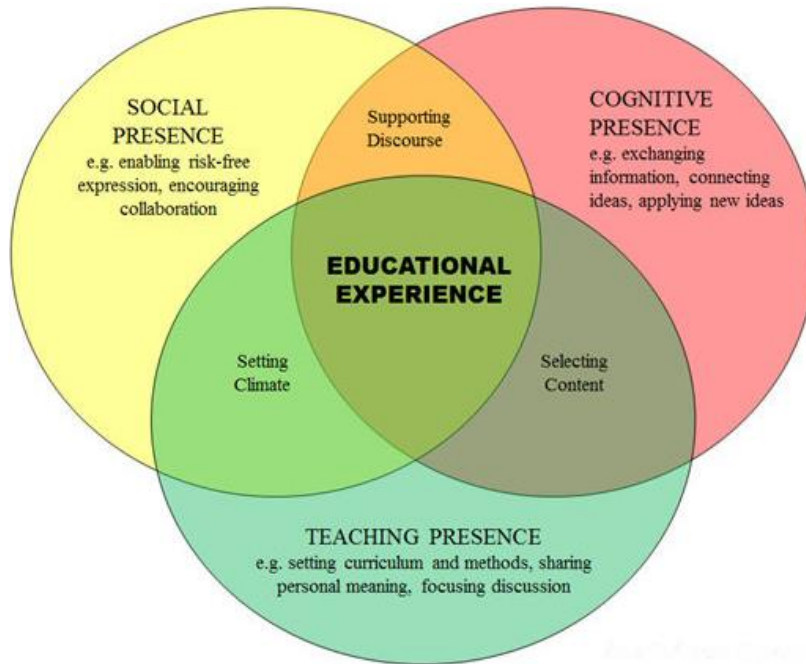 SOCIAL
PRESENCE
e.g. enabling risk-free
expression, encouraging
collaboration
Supporting
Discourse
COGNITIVE
PRESENCE
e.g. exchanging
information, connecting
ideas, applying new ideas
EDUCATIONAL
EXPERIENCE
Setting
Climate
Selecting
Content
TEACHING PRESENCE
e.g. setting curriculum and methods, sharing
personal meaning, focusing discussion